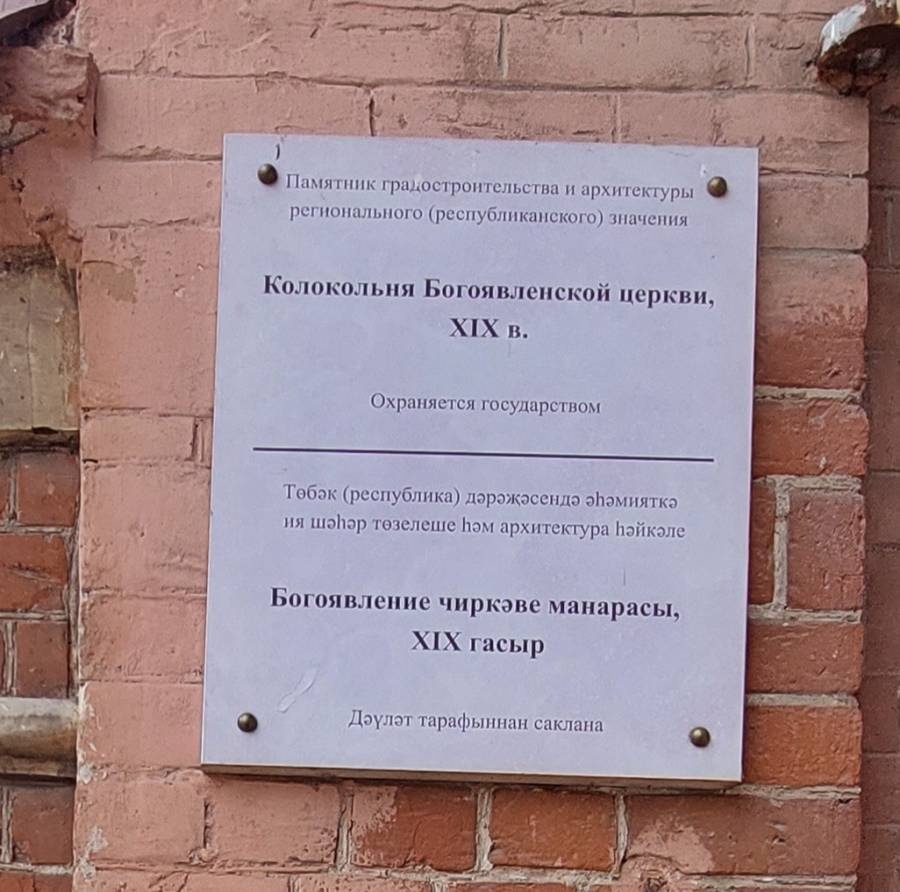 Памятник градостроительства и архитектуры
регионального (республиканского) значения
Колокольня Богоявленской церкви,
XIX в.
Охраняется государством
Төбәк (республика) дәрәҗәсендә әһәмияткә
ия шәһәр төзелеше һәм архитектура һәйкәле
Богоявление чиркәве манарасы,
XIX гасыр
Дәүләт тарафыннан саклана